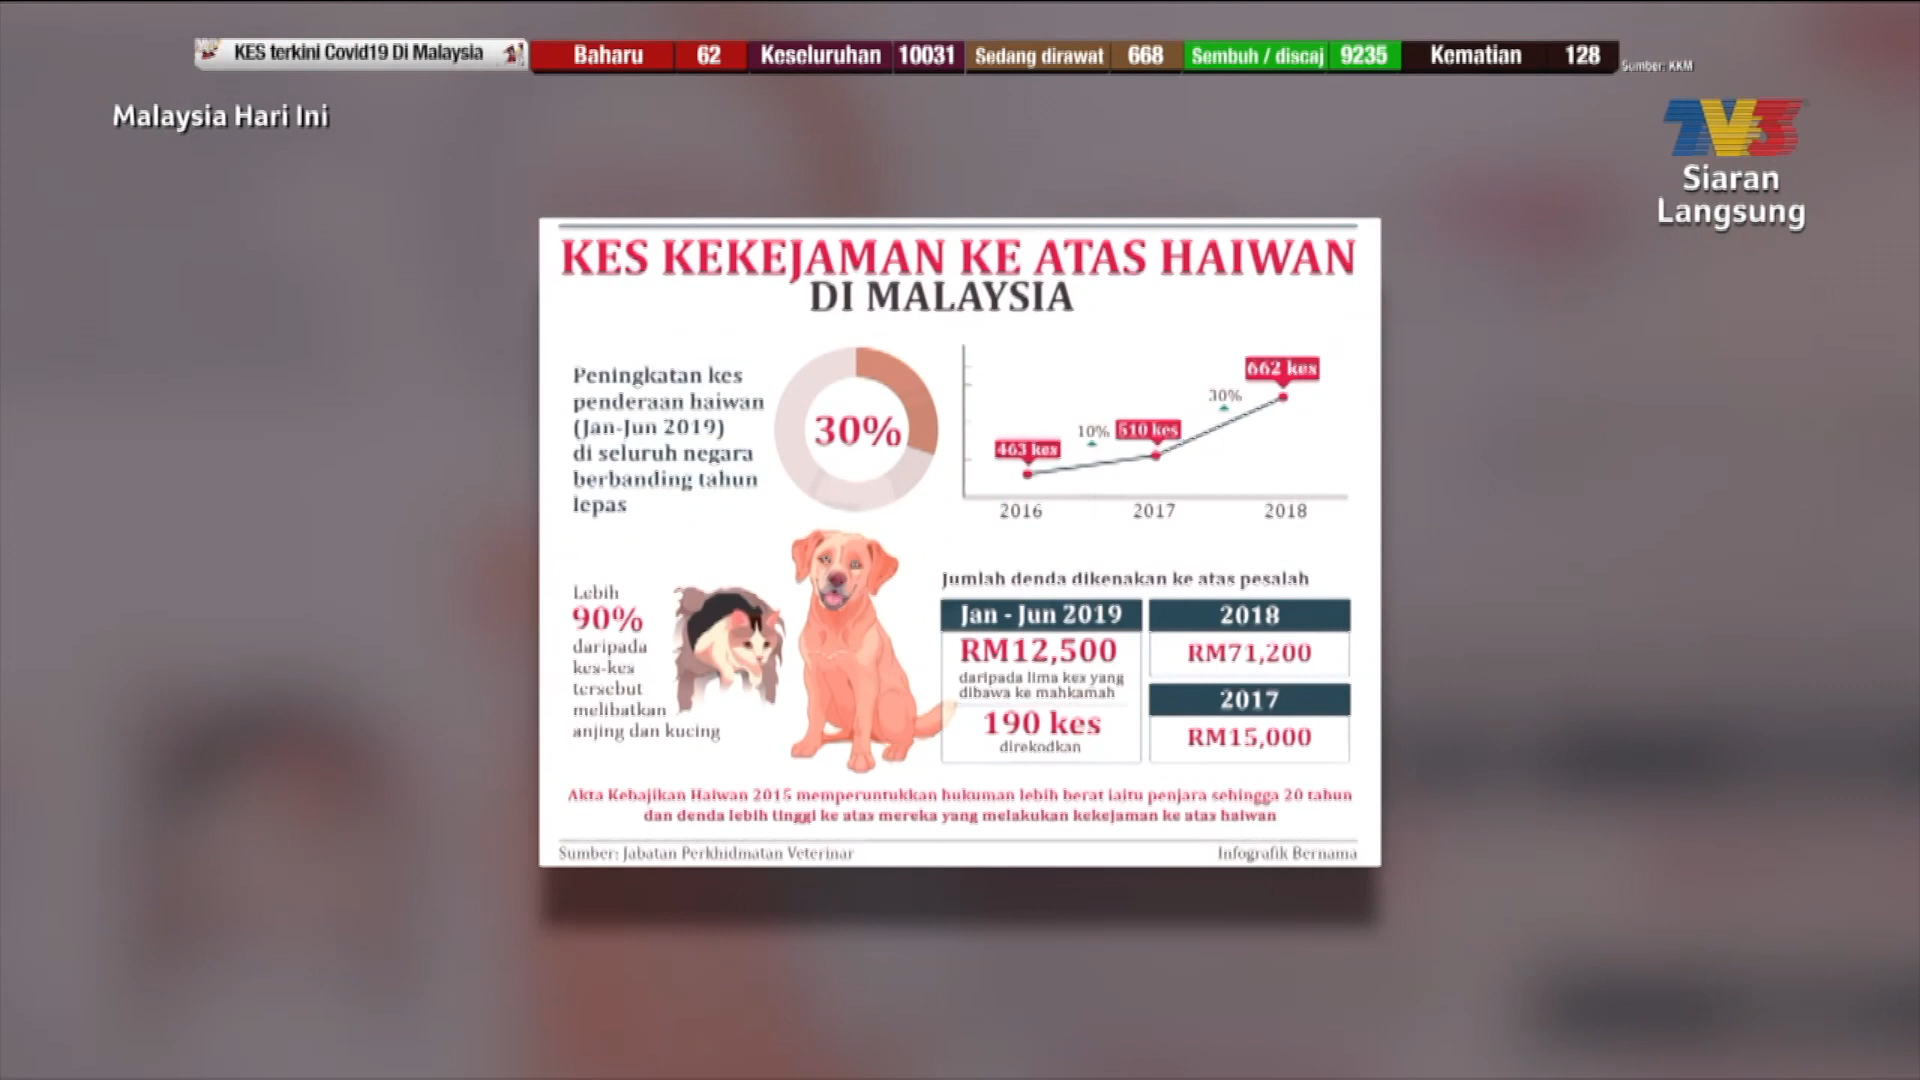 KES terkini Covid19 Di Malaysia
Baharu 62 Keseluruhan 10031 Sedang dirawat 668 Sembuh / discaj 9235 Kematian 128
Sumber: KKM
Malaysia Hari Ini
TV3
Siaran
Langsung
KES KEKEJAMAN KE ATAS HAIWAN
DI MALAYSIA
Peningkatan kes
penderaan haiwan
(Jan-Jun 2019)
di seluruh negara
berbanding tahun
lepas
30%
463 kes
10%
510 kes
30%
662 kes
2016 2017 2018
Lebih
90%
daripada
kes-kes
tersebut
melibatkan
anjing dan kucing
Jumlah denda dikenakan ke atas pesalah
Jan - Jun 2019
RM12,500
daripada lima kes yang
dibawa ke mahkamah
190 kes
direkodkan
2018
RM71,200
2017
RM15,000
Akta Kebajikan Haiwan 2015 memperuntukkan hukuman lebih berat iaitu penjara sehingga 20 tahun
dan denda lebih tinggi ke atas mereka yang melakukan kekejaman ke atas haiwan
Sumber: Jabatan Perkhidmatan Veterinar
Infografik Bernama